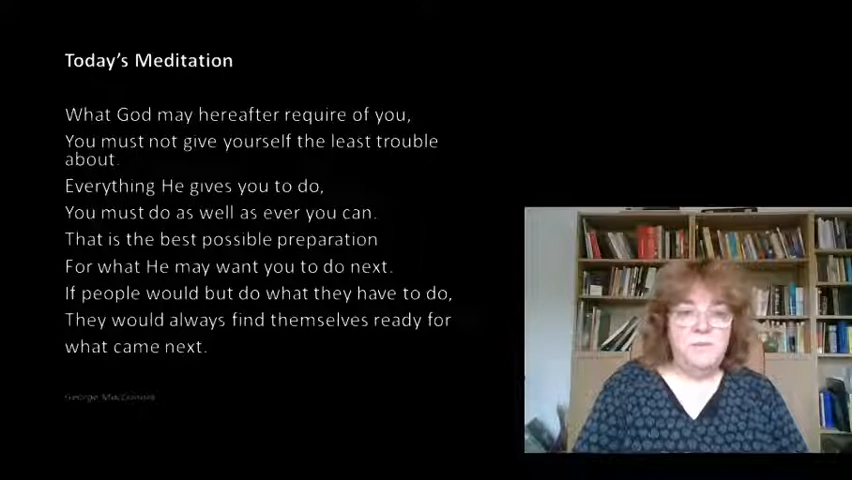 Today's Meditation
What God may hereafter require of you,
You must not give yourself the least trouble
about.
Everything He gives you to do,
You must do as well as ever you can.
That is the best possible preparation
For what He may want you to do next.
If people would but do what they have to do,
They would always find themselves ready for
what came next.
George MacDonald